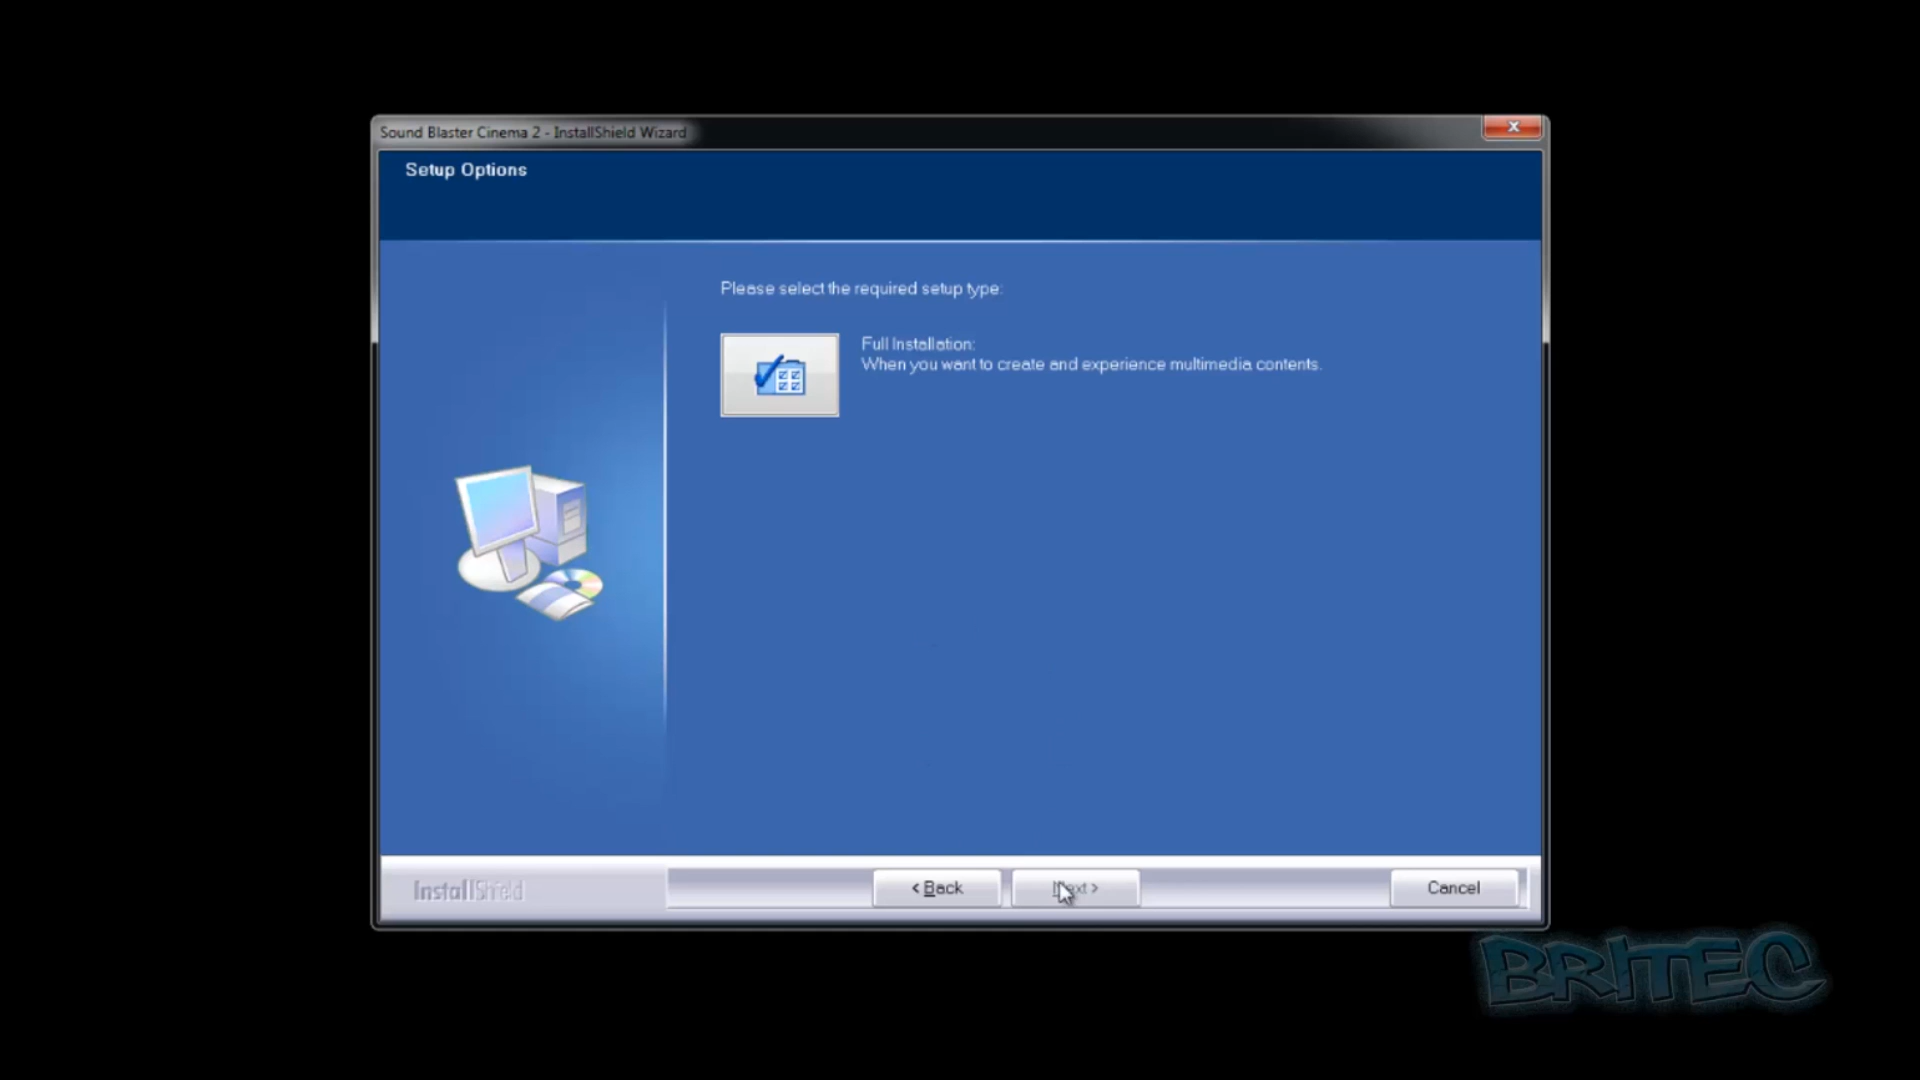 Sound Blaster Cinema 2 - InstallShield Wizard
Setup Options
Please select the required setup type:
Full Installation:
When you want to create and experience multimedia contents.
InstallShield
< Back
Next >
Cancel
BRITEC